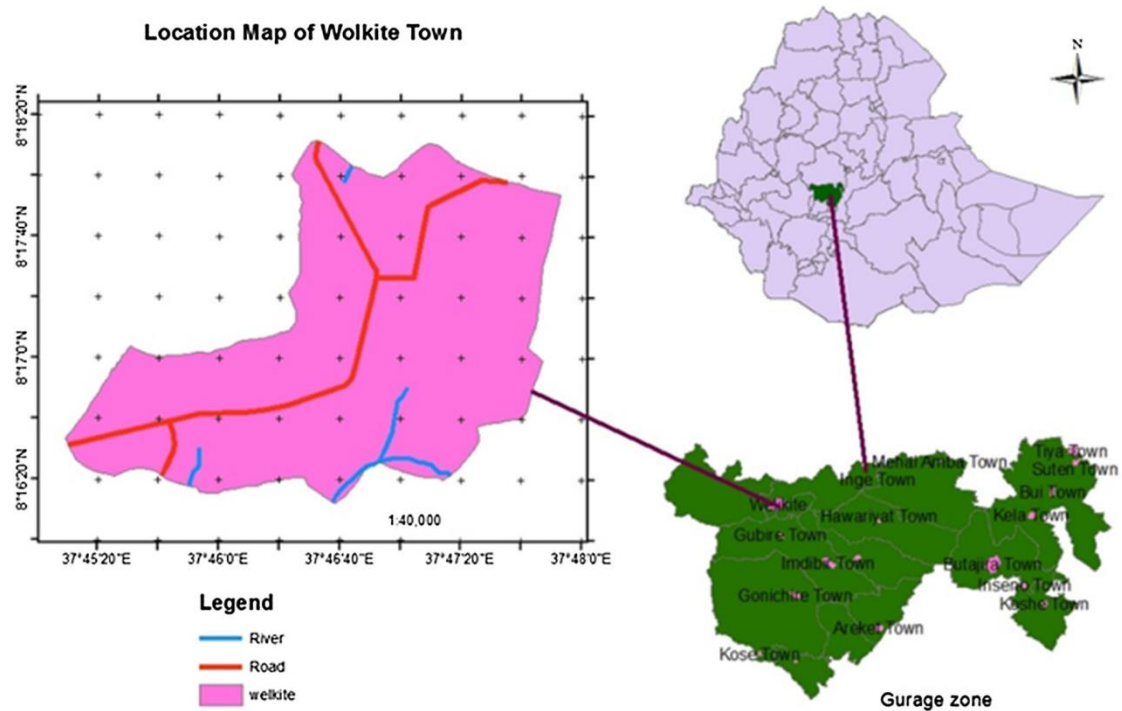 Location Map of Wolkite Town
N
8°18'20"N
8°17'40"N
8°17'0"N
8°16'20"N
1:40,000
37°45'20"E
37°46'0"E
37°46'40"E
37°47'20"E
37°48'0"E
Legend
River
Road
welkite
Tiya Town
Mehal Amba Town
Suten Town
Inge Town
Bui Town
Welkite
Hawariyat Town
Kela Town
Gubire Town
Imdibir Town
Butajira Town
Inseno Town
Gonichire Town
Koshe Town
Areket Town
Kose Town
Gurage zone